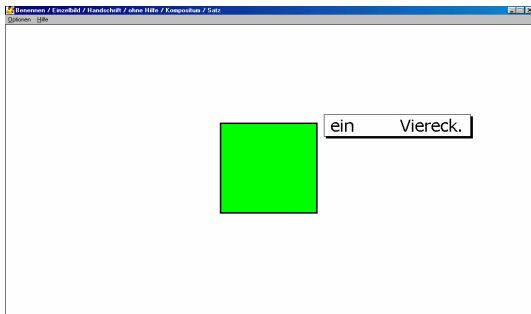 Benennen / Einzelbild / Handschrift / ohne Hilfe / Kompositum / Satz
Optionen Hilfe
ein Viereck.